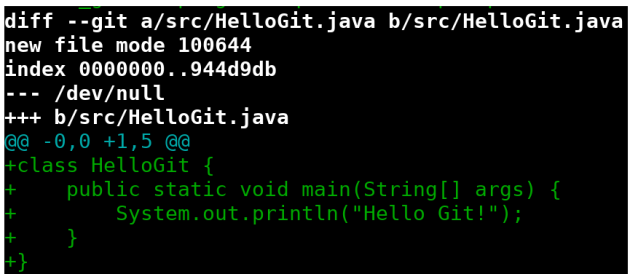 diff --git a/src/HelloGit.java b/src/HelloGit.java
new file mode 100644
index 0000000..944d9db
--- /dev/null
+++ b/src/HelloGit.java
@@ -0,0 +1,5 @@
+class HelloGit {
+    public static void main(String[] args) {
+        System.out.println("Hello Git!");
+    }
+}